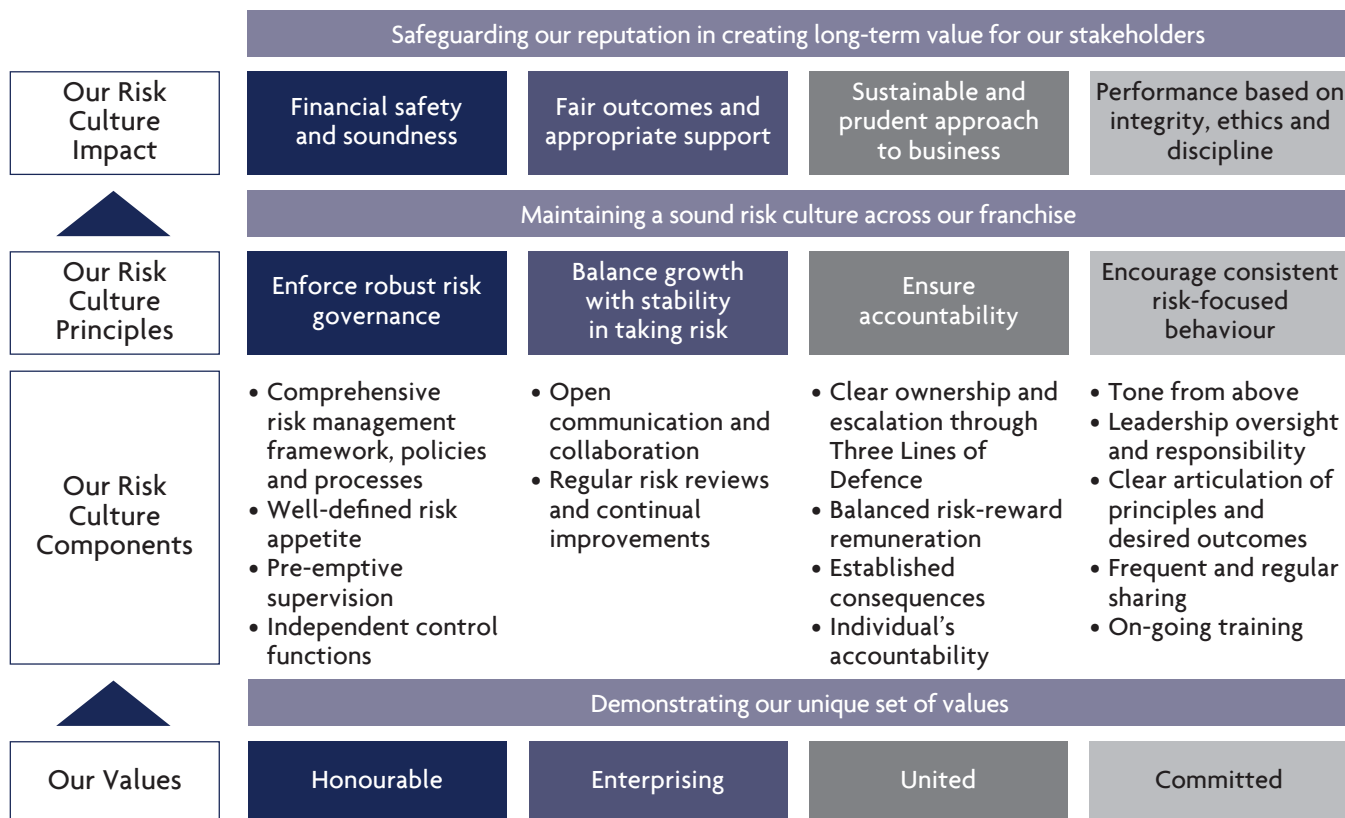 Safeguarding our reputation in creating long-term value for our stakeholders
Our Risk
Culture
Impact
Financial safety
and soundness
Fair outcomes and
appropriate support
Sustainable and
prudent approach
to business
Performance based on
integrity, ethics and
discipline
Maintaining a sound risk culture across our franchise
Our Risk
Culture
Principles
Enforce robust risk
governance
Balance growth
with stability
in taking risk
Ensure
accountability
Encourage consistent
risk-focused
behaviour
Our Risk
Culture
Components
• Comprehensive
risk management
framework, policies
and processes
• Well-defined risk
appetite
• Pre-emptive
supervision
• Independent control
functions
• Open
communication and
collaboration
• Regular risk reviews
and continual
improvements
• Clear ownership and
escalation through
Three Lines of
Defence
• Balanced risk-reward
remuneration
• Established
consequences
• Individual's
accountability
• Tone from above
• Leadership oversight
and responsibility
• Clear articulation of
principles and
desired outcomes
• Frequent and regular
sharing
• On-going training
Demonstrating our unique set of values
Our Values
Honourable
Enterprising
United
Committed